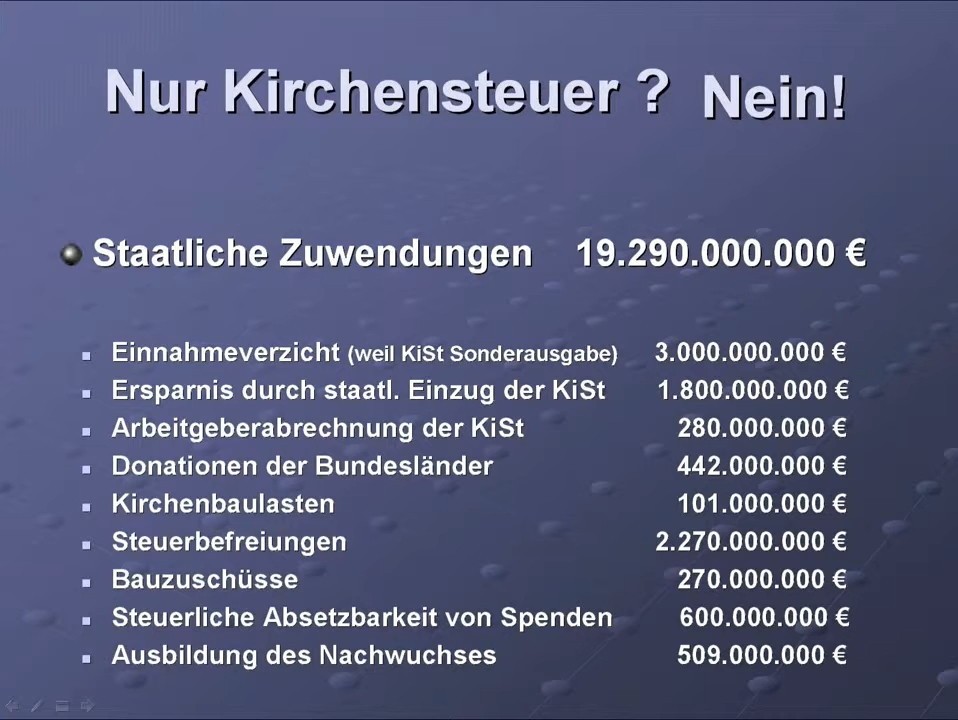 Nur Kirchensteuer ? Nein!
Staatliche Zuwendungen 19.290.000.000 €
Einnahmeverzicht (weil KiSt Sonderausgabe) 3.000.000.000 €
Ersparnis durch staatl. Einzug der KiSt 1.800.000.000 €
Arbeitgeberabrechnung der KiSt 280.000.000 €
Donationen der Bundesländer 442.000.000 €
Kirchenbaulasten 101.000.000 €
Steuerbefreiungen 2.270.000.000 €
Bauzuschüsse 270.000.000 €
Steuerliche Absetzbarkeit von Spenden 600.000.000 €
Ausbildung des Nachwuchses 509.000.000 €